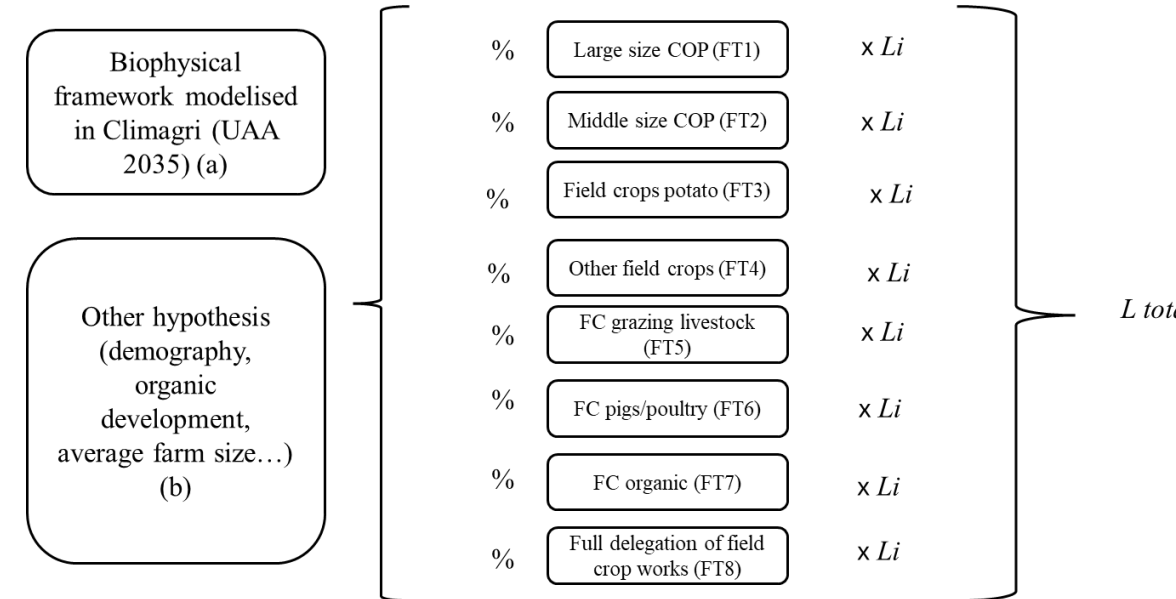 Biophysical
framework modelised
in Climagri (UAA
2035) (a)
Other hypothesis
(demography,
organic
development,
average farm size…)
(b)
% Large size COP (FT1) x Li
% Middle size COP (FT2) x Li
% Field crops potato (FT3) x Li
% Other field crops (FT4) x Li
% FC grazing livestock
(FT5) x Li
% FC pigs/poultry (FT6) x Li
% FC organic (FT7) x Li
% Full delegation of field
crop works (FT8) x Li
L